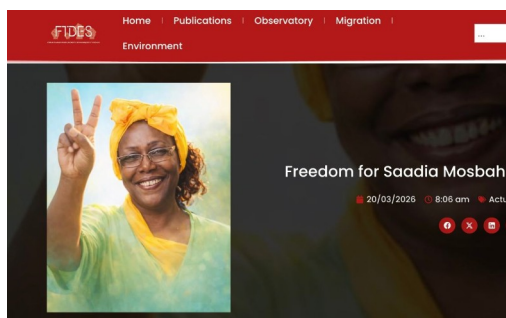 Home Publications Observatory Migration
FTDES
...
Environment
Freedom for Saadia Mosbah
20/03/2026 8:06 am Actu